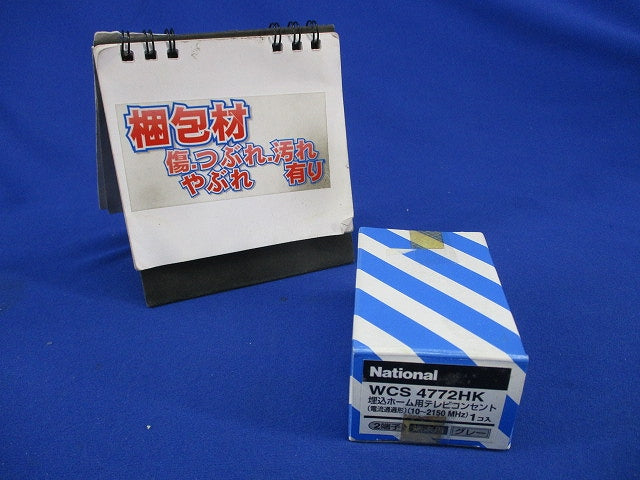 梱包材
傷.つぶれ.汚れ
やぶれ 有り
National
WCS 4772HK
埋込ホーム用テレビコンセント
(電流通過形)(10~2150 MHz) 1コ入
2端子 グレー